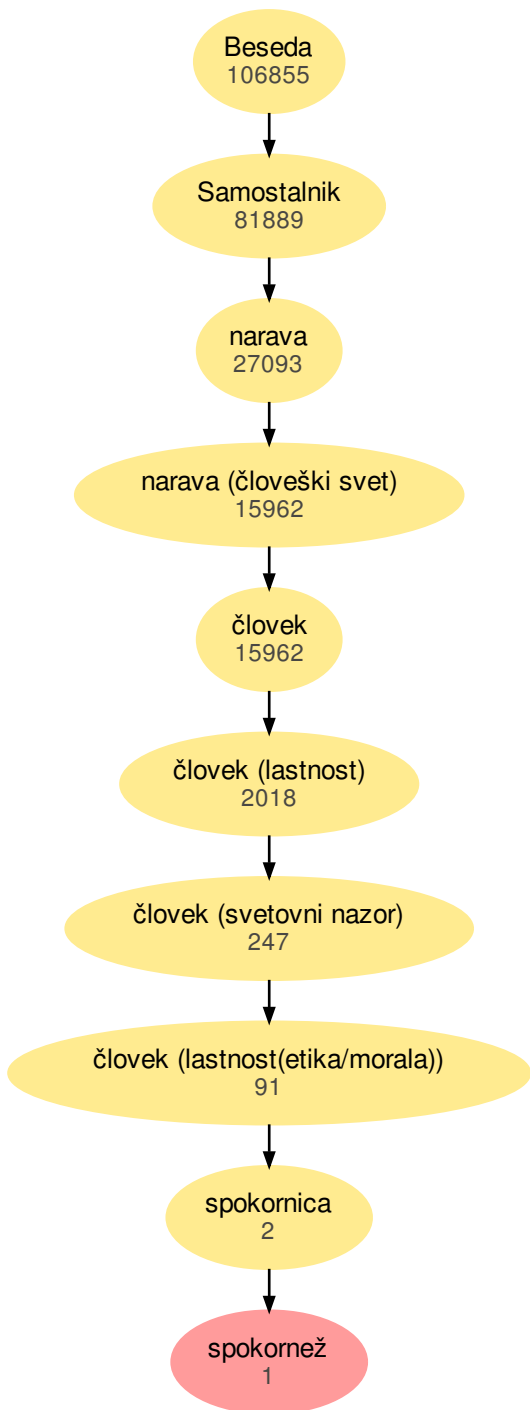 Beseda
106855
Samostalnik
81889
narava
27093
narava (človeški svet)
15962
človek
15962
človek (lastnost)
2018
človek (svetovni nazor)
247
človek (lastnost(etika/morala))
91
spokornica
2
spokornež
1